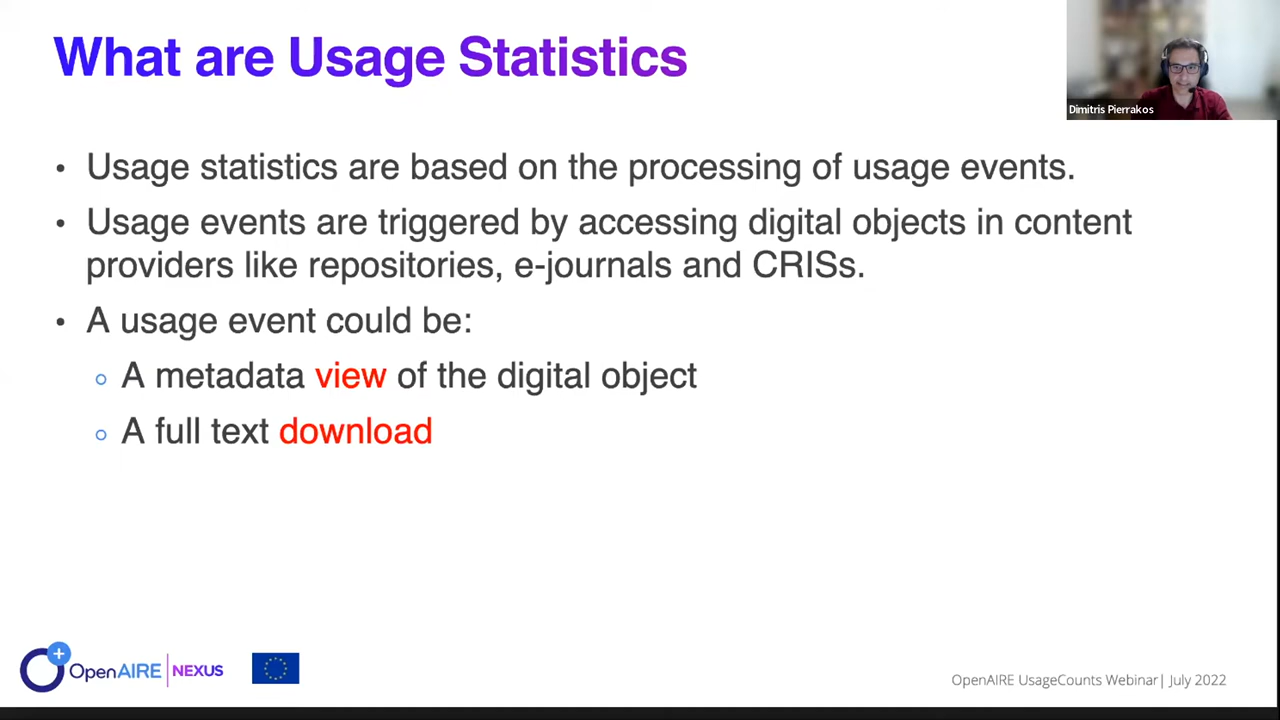 What are Usage Statistics
Dimitris Pierrakos
• Usage statistics are based on the processing of usage events.
• Usage events are triggered by accessing digital objects in content
providers like repositories, e-journals and CRISs.
• A usage event could be:
○ A metadata view of the digital object
○ A full text download
OpenAIRE | NEXUS
OpenAIRE UsageCounts Webinar| July 2022